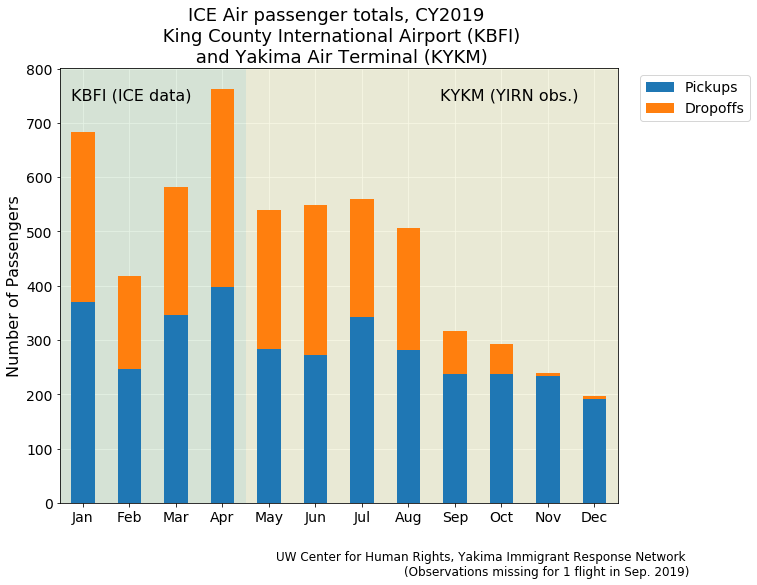 ICE Air passenger totals, CY2019
King County International Airport (KBFI)
and Yakima Air Terminal (KYKM)
KBFI (ICE data)
KYKM (YIRN obs.)
Pickups
Dropoffs
Number of Passengers
800
700
600
500
400
300
200
100
0
Jan Feb Mar Apr May Jun Jul Aug Sep Oct Nov Dec
UW Center for Human Rights, Yakima Immigrant Response Network
(Observations missing for 1 flight in Sep. 2019)